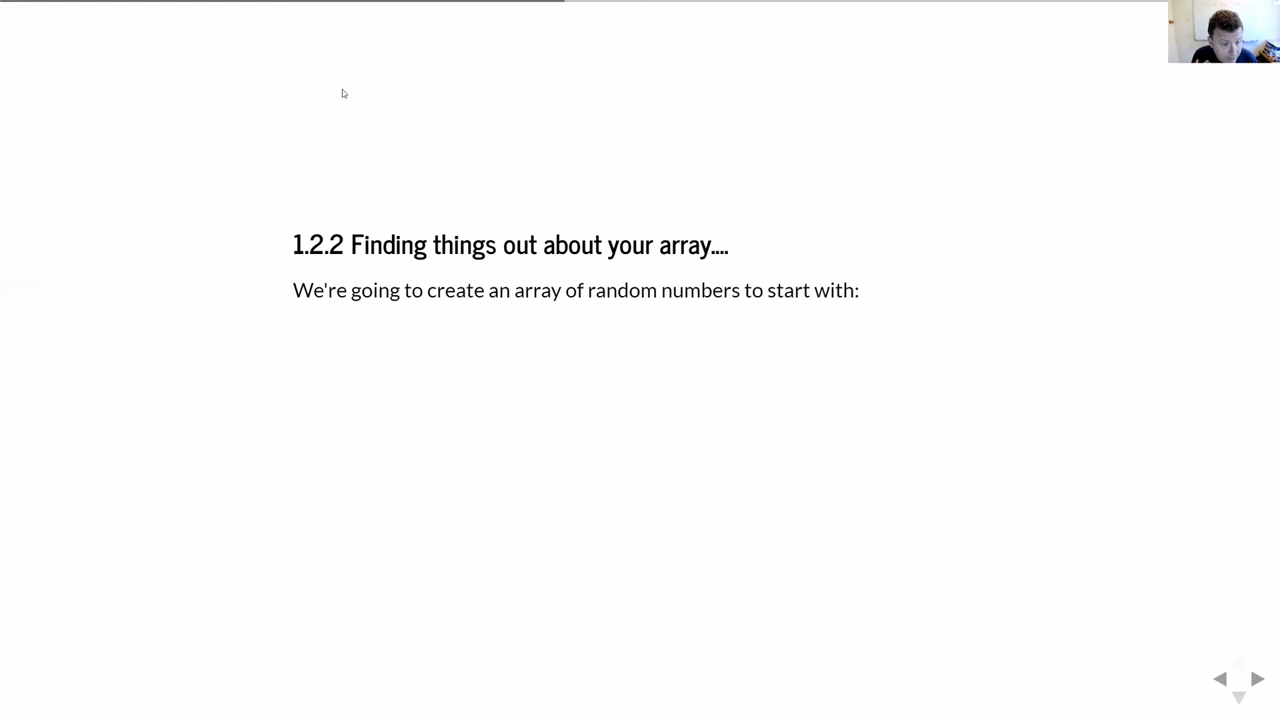 1.2.2 Finding things out about your array....
We're going to create an array of random numbers to start with: